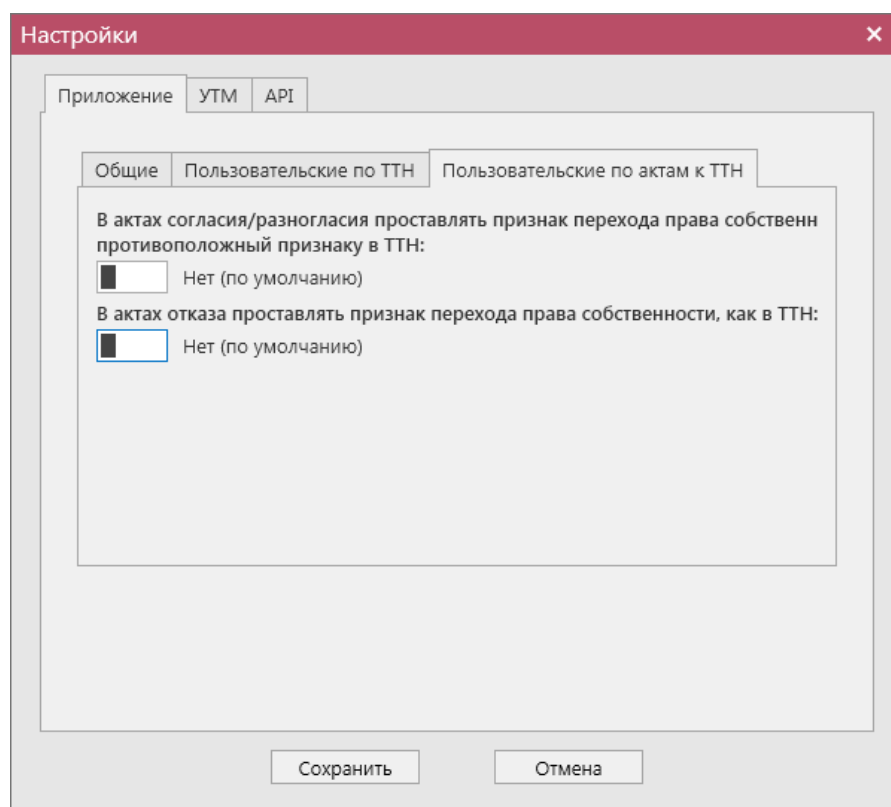 Настройки
Приложение УТМ API
Общие Пользовательские по ТТН Пользовательские по актам к ТТН
В актах согласия/разногласия проставлять признак перехода права собственн
противоположный признаку в ТТН:
Нет (по умолчанию)
В актах отказа проставлять признак перехода права собственности, как в ТТН:
Нет (по умолчанию)
Сохранить Отмена